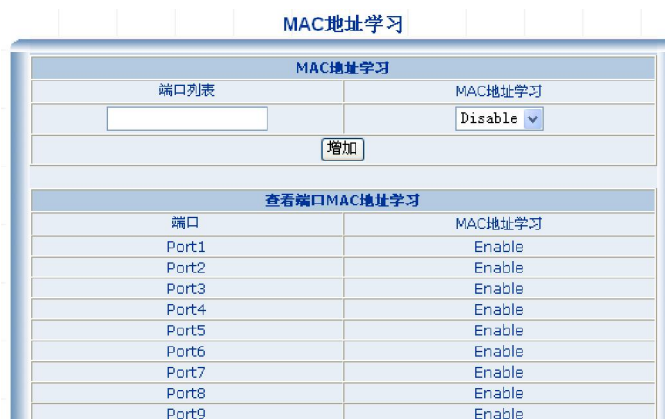 MAC地址学习
MAC地址学习
端口列表 MAC地址学习
Disable
增加
查看端口MAC地址学习
端口 MAC地址学习
Port1 Enable
Port2 Enable
Port3 Enable
Port4 Enable
Port5 Enable
Port6 Enable
Port7 Enable
Port8 Enable
Port9 Enable